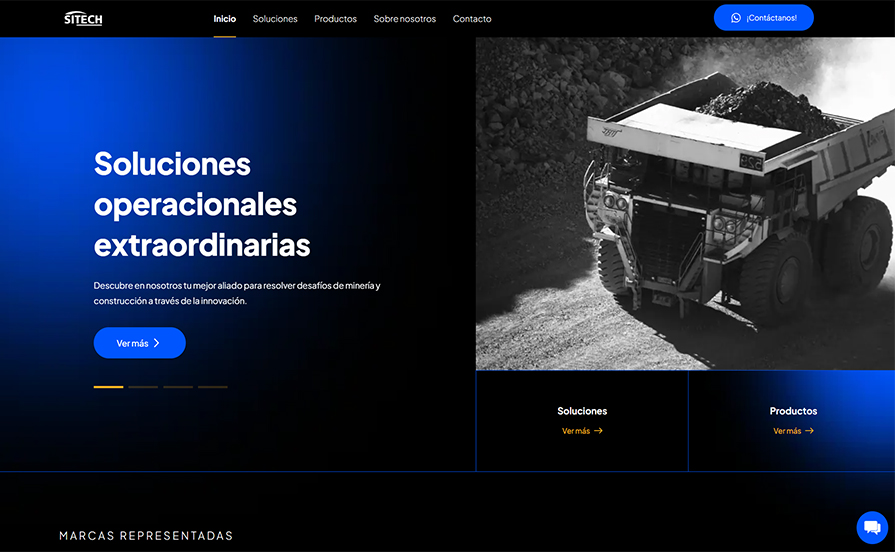 SITECH
Inicio
Soluciones
Productos
Sobre nosotros
Contacto
¡Contáctanos!
Soluciones
operacionales
extraordinarias
Descubre en nosotros tu mejor aliado para resolver desafíos de minería y
construcción a través de la innovación.
Ver más
Soluciones
Ver más
Productos
Ver más
MARCAS REPRESENTADAS